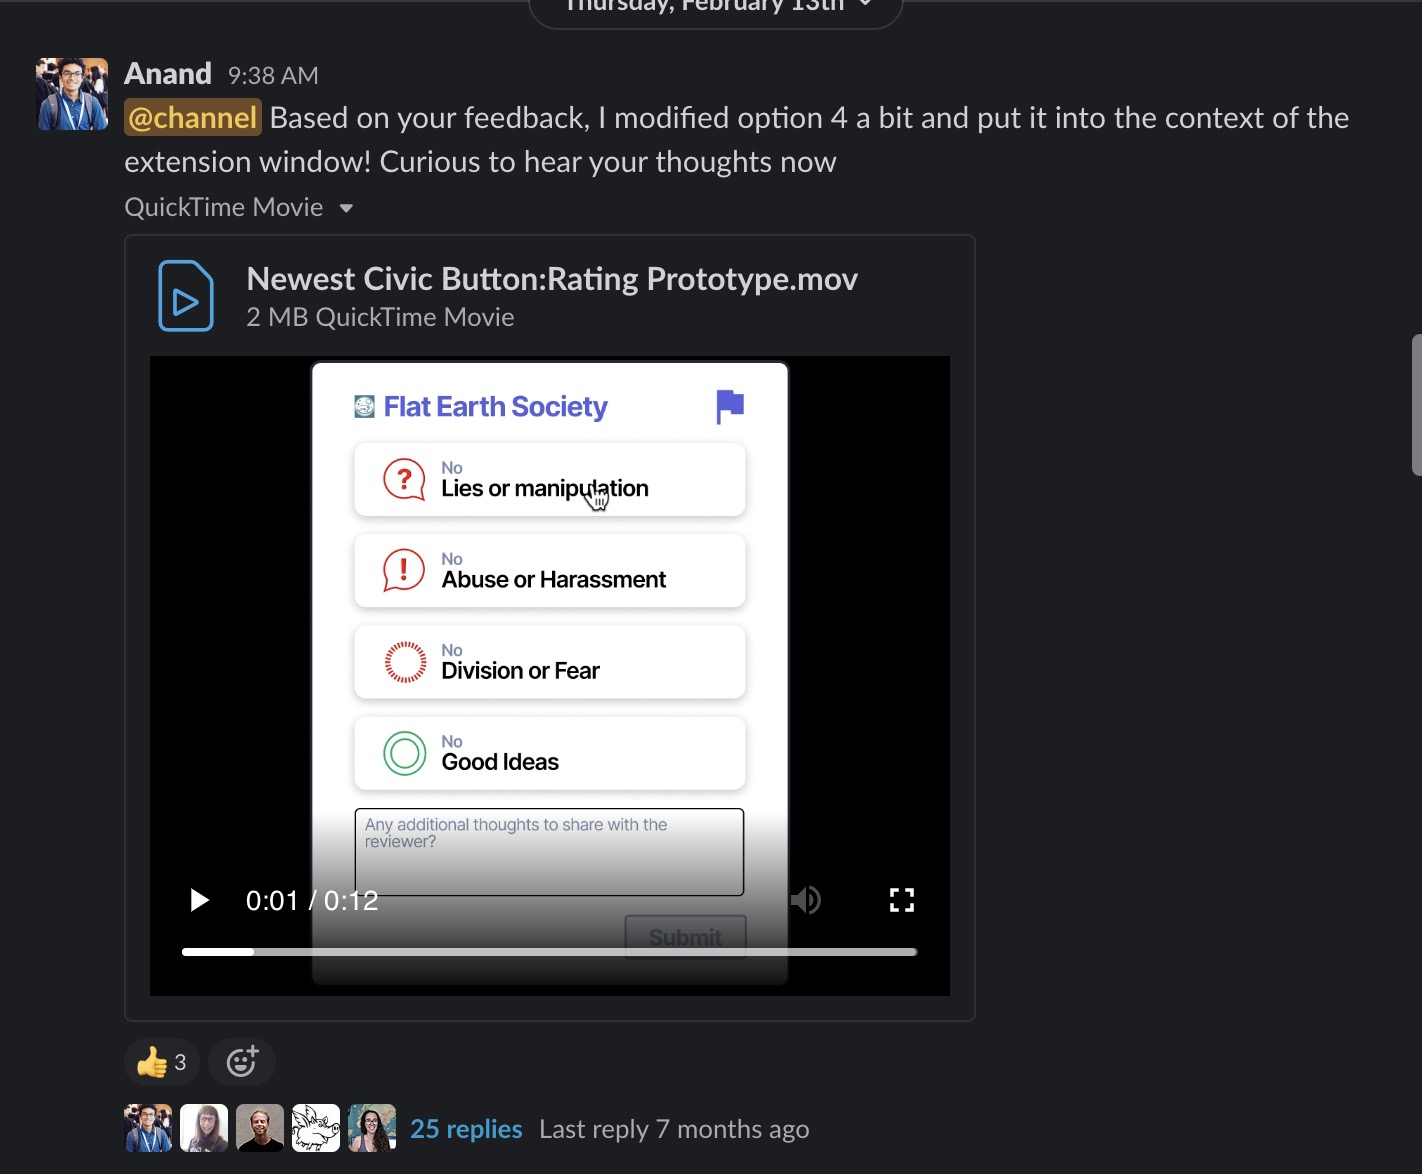 Thursday, February 13th
Anand 9:38 AM
@channel Based on your feedback, I modified option 4 a bit and put it into the context of the
extension window! Curious to hear your thoughts now
QuickTime Movie
Newest Civic Button:Rating Prototype.mov
2 MB QuickTime Movie
Flat Earth Society
No
Lies or manipulation
No
Abuse or Harassment
No
Division or Fear
No
Good Ideas
Any additional thoughts to share with the
reviewer?
0:01 / 0:12
Submit
3
25 replies Last reply 7 months ago